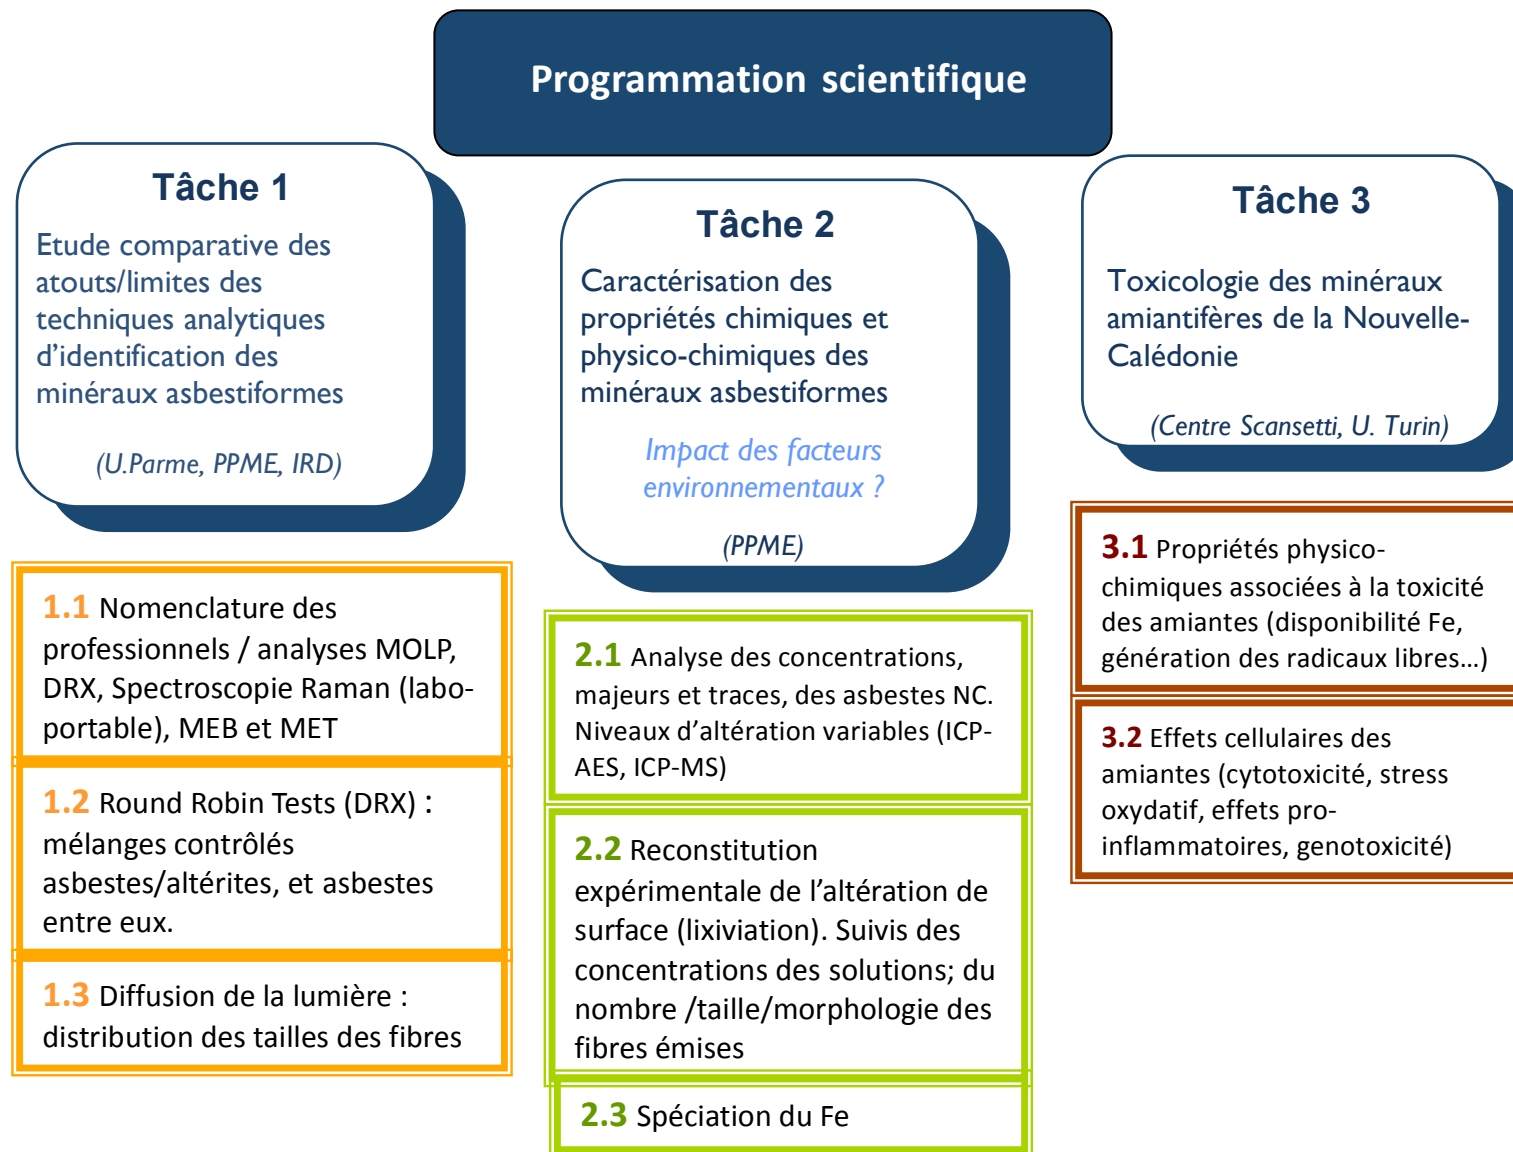 Programmation scientifique
Tâche 1
Etude comparative des
atouts/limites des
techniques analytiques
d’identification des
minéraux asbestiformes
(U.Parme, PPME, IRD)
1.1 Nomenclature des
professionnels / analyses MOLP,
DRX, Spectroscopie Raman (labo-
portable), MEB et MET
1.2 Round Robin Tests (DRX) :
mélanges contrôlés
asbestes/altérites, et asbestes
entre eux.
1.3 Diffusion de la lumière :
distribution des tailles des fibres
Tâche 2
Caractérisation des
propriétés chimiques et
physico-chimiques des
minéraux asbestiformes
Impact des facteurs
environnementaux ?
(PPME)
2.1 Analyse des concentrations,
majeurs et traces, des asbestes NC.
Niveaux d’altération variables (ICP-
AES, ICP-MS)
2.2 Reconstitution
expérimentale de l’altération de
surface (lixiviation). Suivis des
concentrations des solutions; du
nombre /taille/morphologie des
fibres émises
2.3 Spéciation du Fe
Tâche 3
Toxicologie des minéraux
amiantifères de la Nouvelle-
Calédonie
(Centre Scansetti, U. Turin)
3.1 Propriétés physico-
chimiques associées à la toxicité
des amiantes (disponibilité Fe,
génération des radicaux libres…)
3.2 Effets cellulaires des
amiantes (cytotoxicité, stress
oxydatif, effets pro-
inflammatoires, genotoxicité)